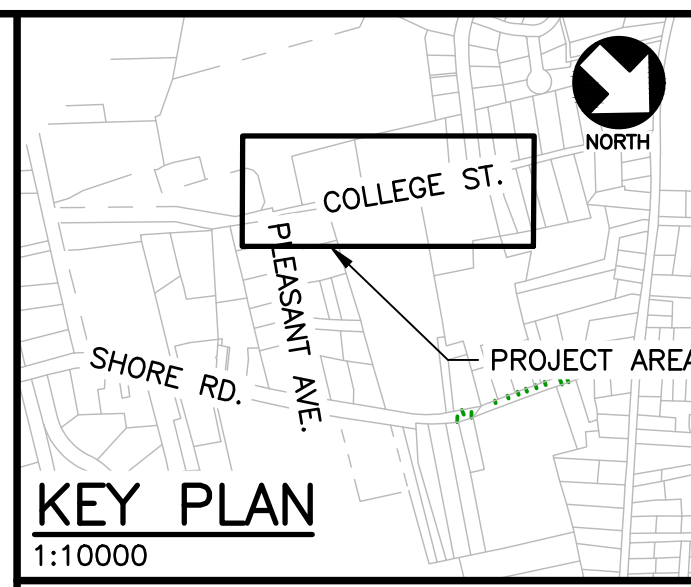 NORTH
COLLEGE ST.
PLEASANT AVE.
PROJECT AREA
SHORE RD.
KEY PLAN
1:10000